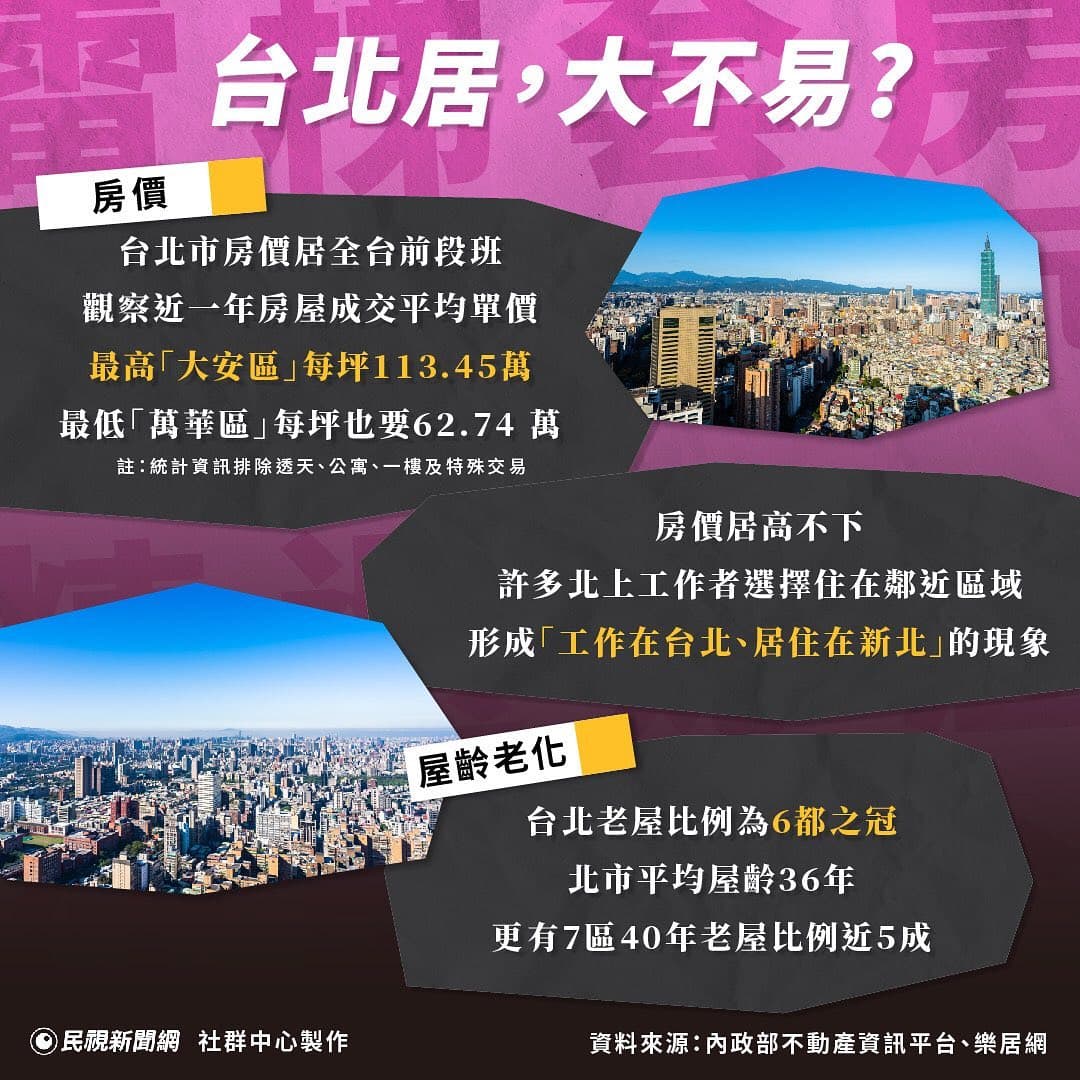 台北居，大不易？
房價
台北市房價居全台前段班
觀察近一年房屋成交平均單價
最高「大安區」每坪113.45萬
最低「萬華區」每坪也要62.74 萬
註：統計資訊排除透天、公寓、一樓及特殊交易
房價居高不下
許多北上工作者選擇住在鄰近區域
形成「工作在台北、居住在新北」的現象
屋齡老化
台北老屋比例為6都之冠
北市平均屋齡36年
更有7區40年老屋比例近5成
民視新聞網 社群中心製作
資料來源：內政部不動產資訊平台、樂居網